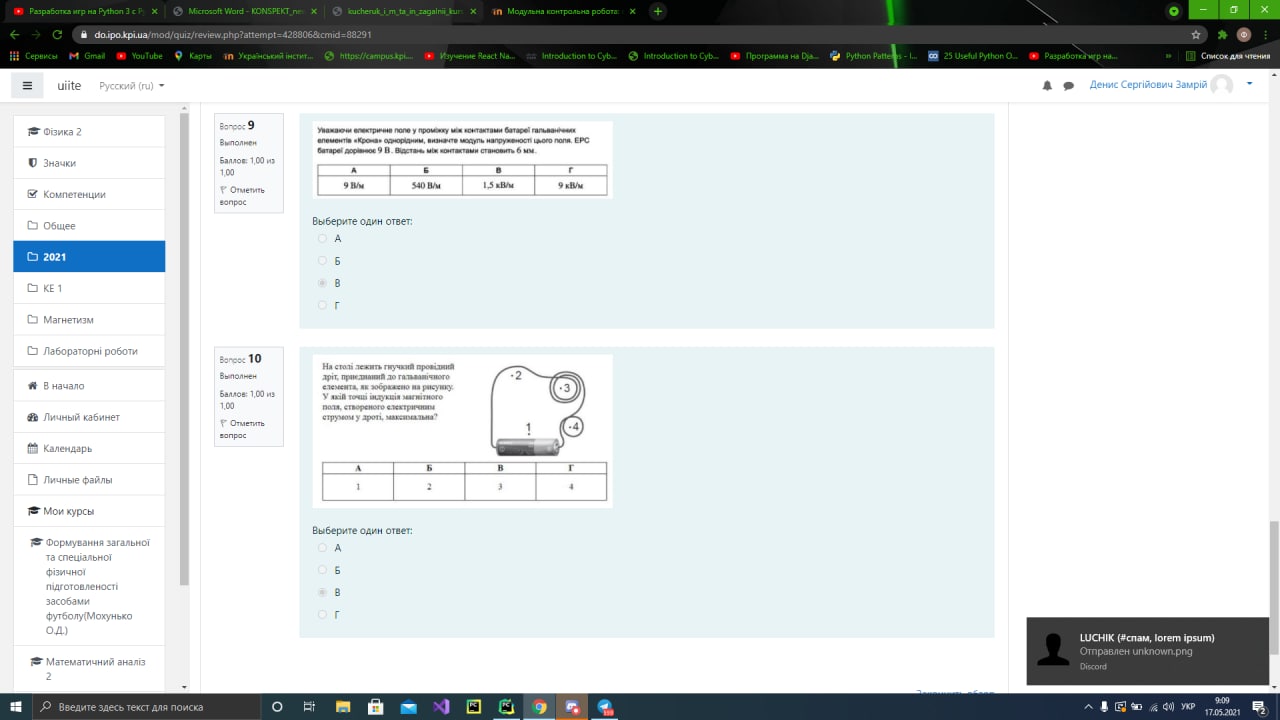 Разработка игр на Python 3 с Py
Microsoft Word - KONSPEKT_ne
kucheruk_i_m_ta_in_zagalnii_kur
Модульна контрольна робота:
do.ipo.kpi.ua/mod/quiz/review.php?attempt=428806&cmid=88291
Сервисы
Gmail
YouTube
Карты
Український інстит...
https://campus.kpi....
Изучение React Na...
Introduction to Cyb...
Introduction to Cyb...
Программа на Dja...
Python Patterns - I...
25 Useful Python O...
Разработка игр на...
»
Список для чтения
uiite
Русский (ru)
Денис Сергійович Замрій
Фізика 2
Значки
Компетенции
Общее
2021
КЕ 1
Магнетизм
Лабораторні роботи
В начало
Личный кабинет
Календарь
Личные файлы
Мои курсы
Формування загальної
та спеціальної
фізичної
підготовленості
засобами
футболу(Мохунько
О.Д.)
Математичний аналіз
2
Вопрос 9
Выполнен
Баллов: 1,00 из
1,00
Отметить
вопрос
Уважаючи електричне поле у проміжку між контактами батареї гальванічних
елементів «Крона» однорідним, визначте модуль напруженості цього поля. ЕРС
батареї дорівнює 9 В. Відстань між контактами становить 6 мм.
А Б В Г
9 В/м 540 В/м 1,5 кВ/м 9 кВ/м
Выберите один ответ:
А
Б
В
Г
Вопрос 10
Выполнен
Баллов: 1,00 из
1,00
Отметить
вопрос
На столі лежить гнучкий провідний
дріт, приєднаний до гальванічного
елемента, як зображено на рисунку.
У якій точці індукція магнітного
поля, створеного електричним
струмом у дроті, максимальна?
2
3
4
1
А Б В Г
1 2 3 4
Выберите один ответ:
А
Б
В
Г
LUCHIK (#спам, lorem ipsum)
Отправлен unknown.png
Discord
Введите здесь текст для поиска
УКР
9:09
17.05.2021
2